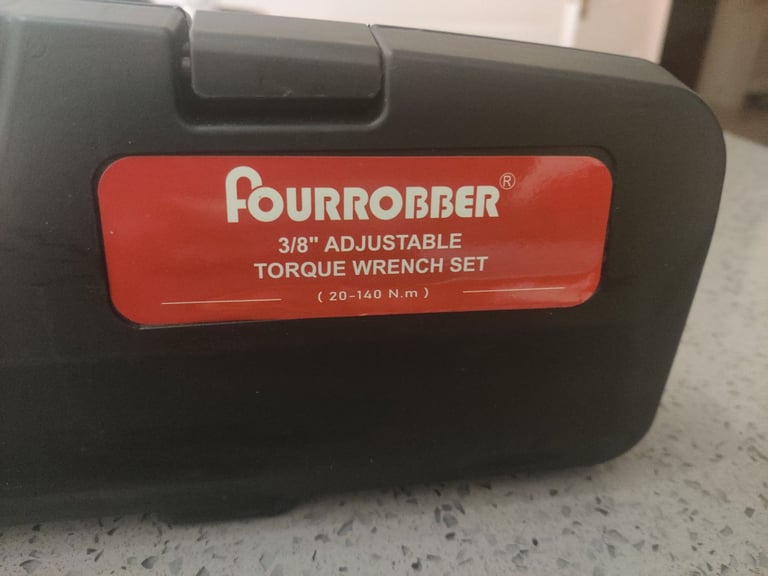 FOURROBBER®
3/8" ADJUSTABLE
TORQUE WRENCH SET
( 20-140 N.m )